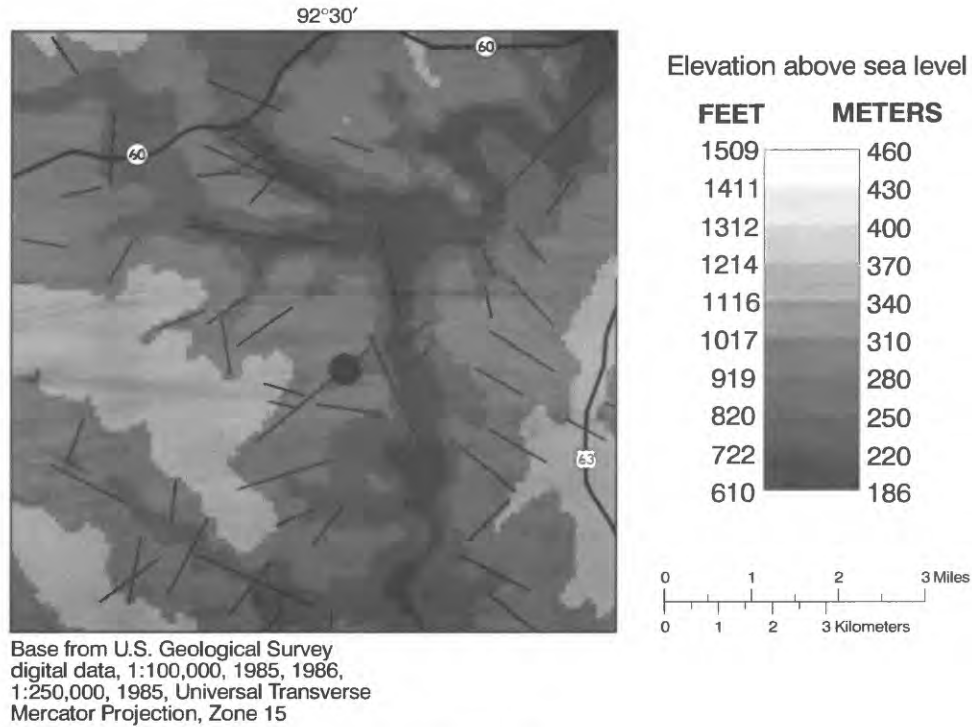 92°30′
60
60
63
Base from U.S. Geological Survey
digital data, 1:100,000, 1985, 1986,
1:250,000, 1985, Universal Transverse
Mercator Projection, Zone 15
Elevation above sea level
FEET METERS
1509 460
1411 430
1312 400
1214 370
1116 340
1017 310
919 280
820 250
722 220
610 186
0 1 2 3 Miles
0 1 2 3 Kilometers